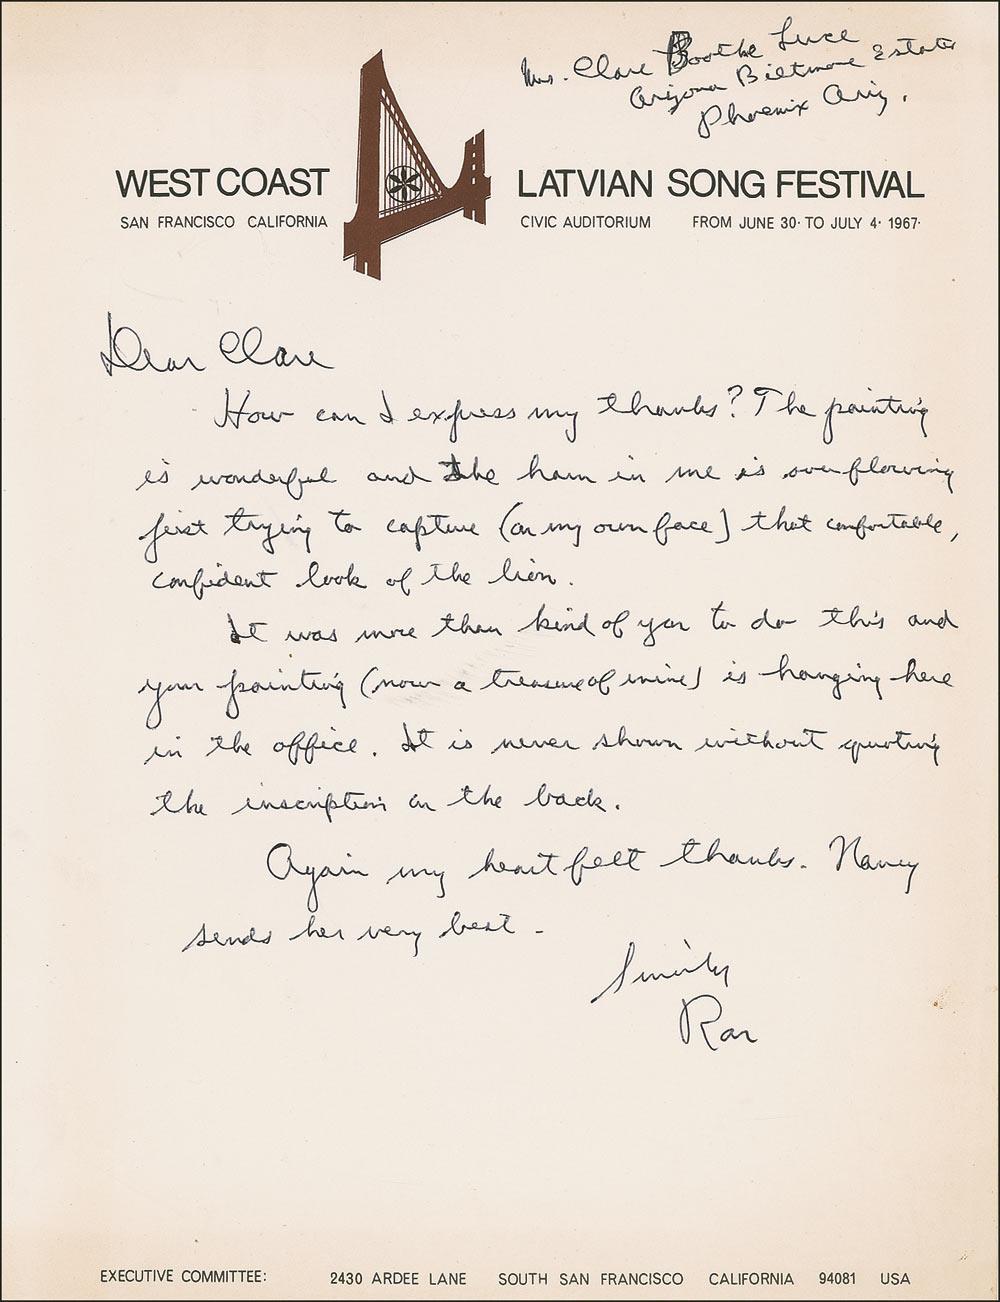 Mrs. Clare Boothe Luce
Arizona Biltmore Estates
Phoenix Ariz.
WEST COAST LATVIAN SONG FESTIVAL
SAN FRANCISCO CALIFORNIA CIVIC AUDITORIUM FROM JUNE 30· TO JULY 4· 1967·
Dear Clare
How can I express my thanks? The painting
is wonderful and the ham in me is overflowing
just trying to capture (on my own face) that comfortable,
confident look of the lion.
It was more than kind of you to do this and
your painting (now a treasure of mine) is hanging here
in the office. It is never shown without quoting
the inscription on the back.
Again my heartfelt thanks. Nancy
sends her very best -
Sincerely
Ron
EXECUTIVE COMMITTEE: 2430 ARDEE LANE SOUTH SAN FRANCISCO CALIFORNIA 94081 USA